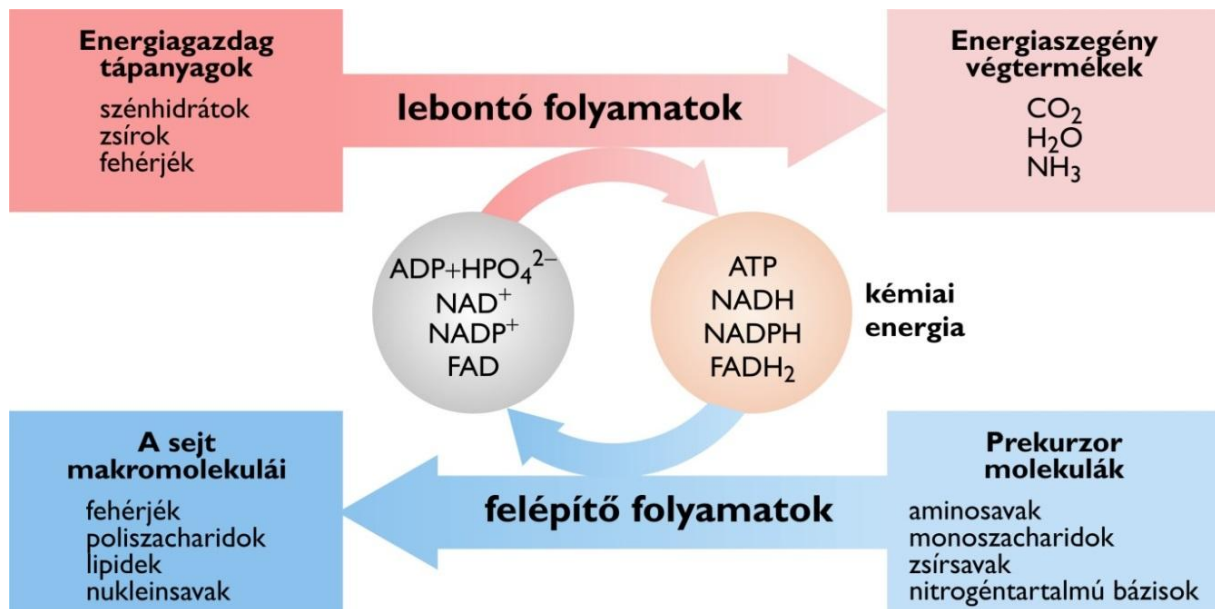 Energiagazdag
tápanyagok
szénhidrátok
zsírok
fehérjék
lebontó folyamatok
Energiaszegény
végtermékek
CO₂
H₂O
NH₃
ADP+HPO₄²⁻
NAD⁺
NADP⁺
FAD
ATP
NADH
NADPH
FADH₂
kémiai
energia
A sejt
makromolekulái
fehérjék
poliszacharidok
lipidek
nukleinsavak
felépítő folyamatok
Prekurzor
molekulák
aminosavak
monoszacharidok
zsírsavak
nitrogéntartalmú bázisok